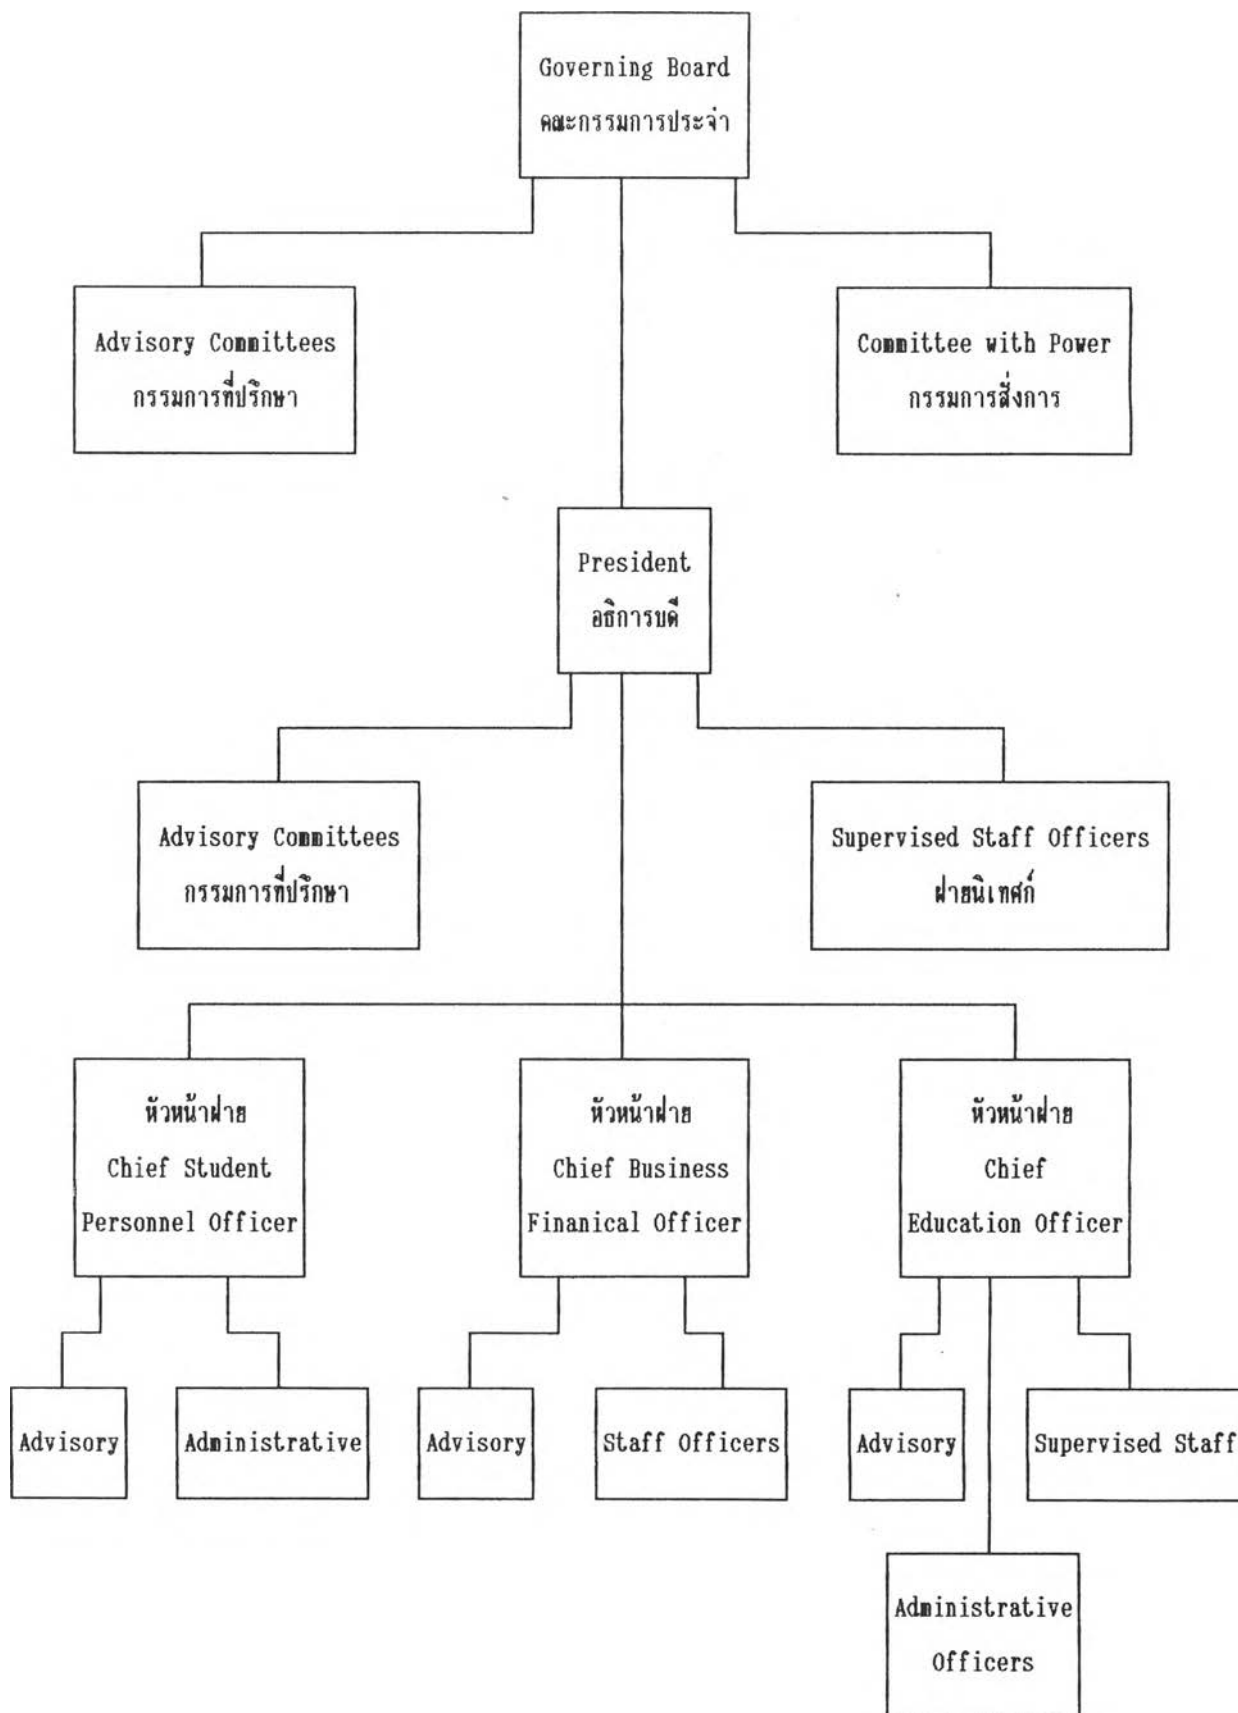 Governing Board
คณะกรรมการประจำ
Advisory Committees
กรรมการที่ปรึกษา
Committee with Power
กรรมการสั่งการ
President
อธิการบดี
Advisory Committees
กรรมการที่ปรึกษา
Supervised Staff Officers
ฝ่ายนิเทศก์
หัวหน้าฝ่าย
Chief Student
Personnel Officer
หัวหน้าฝ่าย
Chief Business
Finanical Officer
หัวหน้าฝ่าย
Chief
Education Officer
Advisory
Administrative
Advisory
Staff Officers
Advisory
Supervised Staff
Administrative
Officers